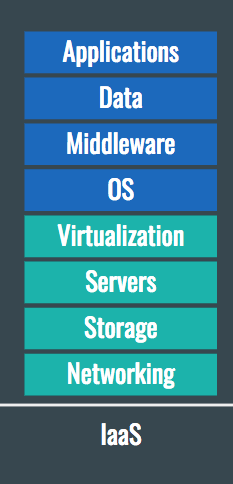 Applications
Data
Middleware
OS
Virtualization
Servers
Storage
Networking
IaaS